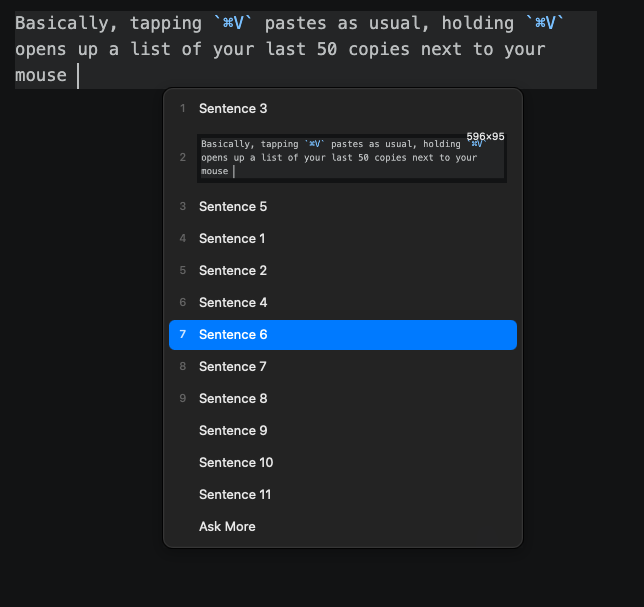 Basically, tapping `⌘V` pastes as usual, holding `⌘V`
opens up a list of your last 50 copies next to your
mouse
1 Sentence 3
596×95
2 Basically, tapping `⌘V` pastes as usual, holding `⌘V`
opens up a list of your last 50 copies next to your
mouse
3 Sentence 5
4 Sentence 1
5 Sentence 2
6 Sentence 4
7 Sentence 6
8 Sentence 7
9 Sentence 8
Sentence 9
Sentence 10
Sentence 11
Ask More